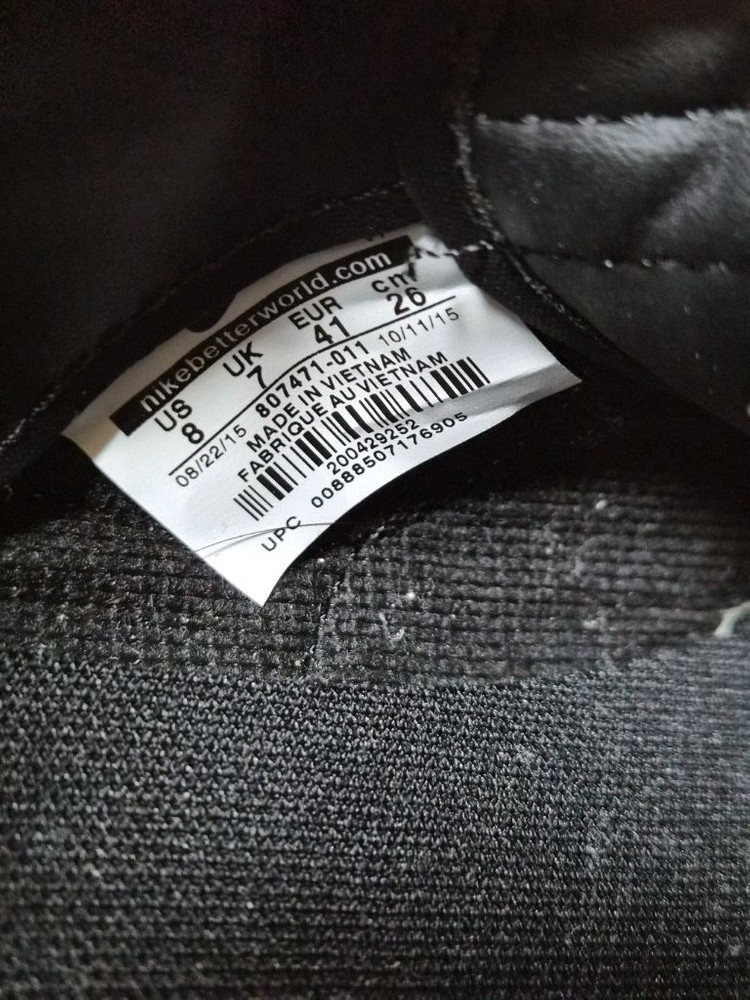 nikebetterworld.com
US UK EUR cm
8 7 41 26
08/22/15 807471-011 10/11/15
MADE IN VIETNAM
FABRIQUE AU VIETNAM
200429252
UPC 00888507176905